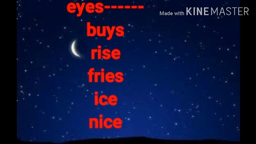 eyes------
Made with KINEMASTER
buys
rise
fries
ice
nice